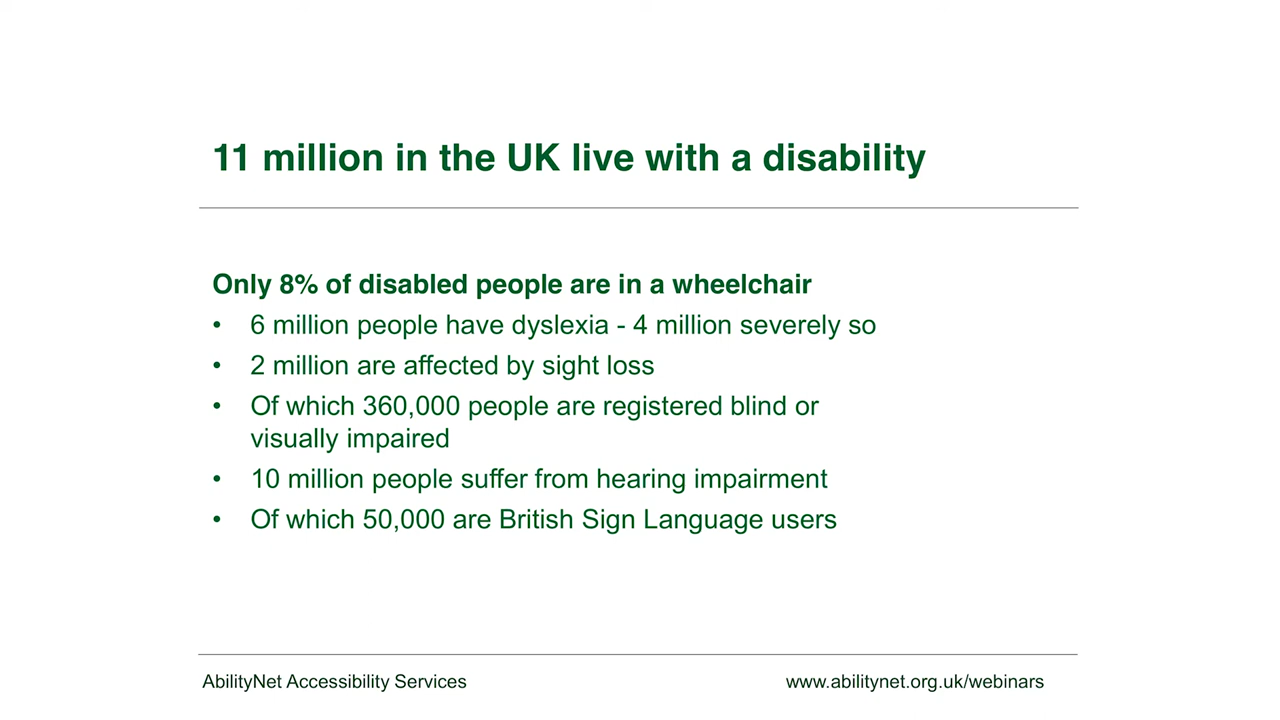 11 million in the UK live with a disability
Only 8% of disabled people are in a wheelchair
• 6 million people have dyslexia - 4 million severely so
• 2 million are affected by sight loss
• Of which 360,000 people are registered blind or
visually impaired
• 10 million people suffer from hearing impairment
• Of which 50,000 are British Sign Language users
AbilityNet Accessibility Services
www.abilitynet.org.uk/webinars